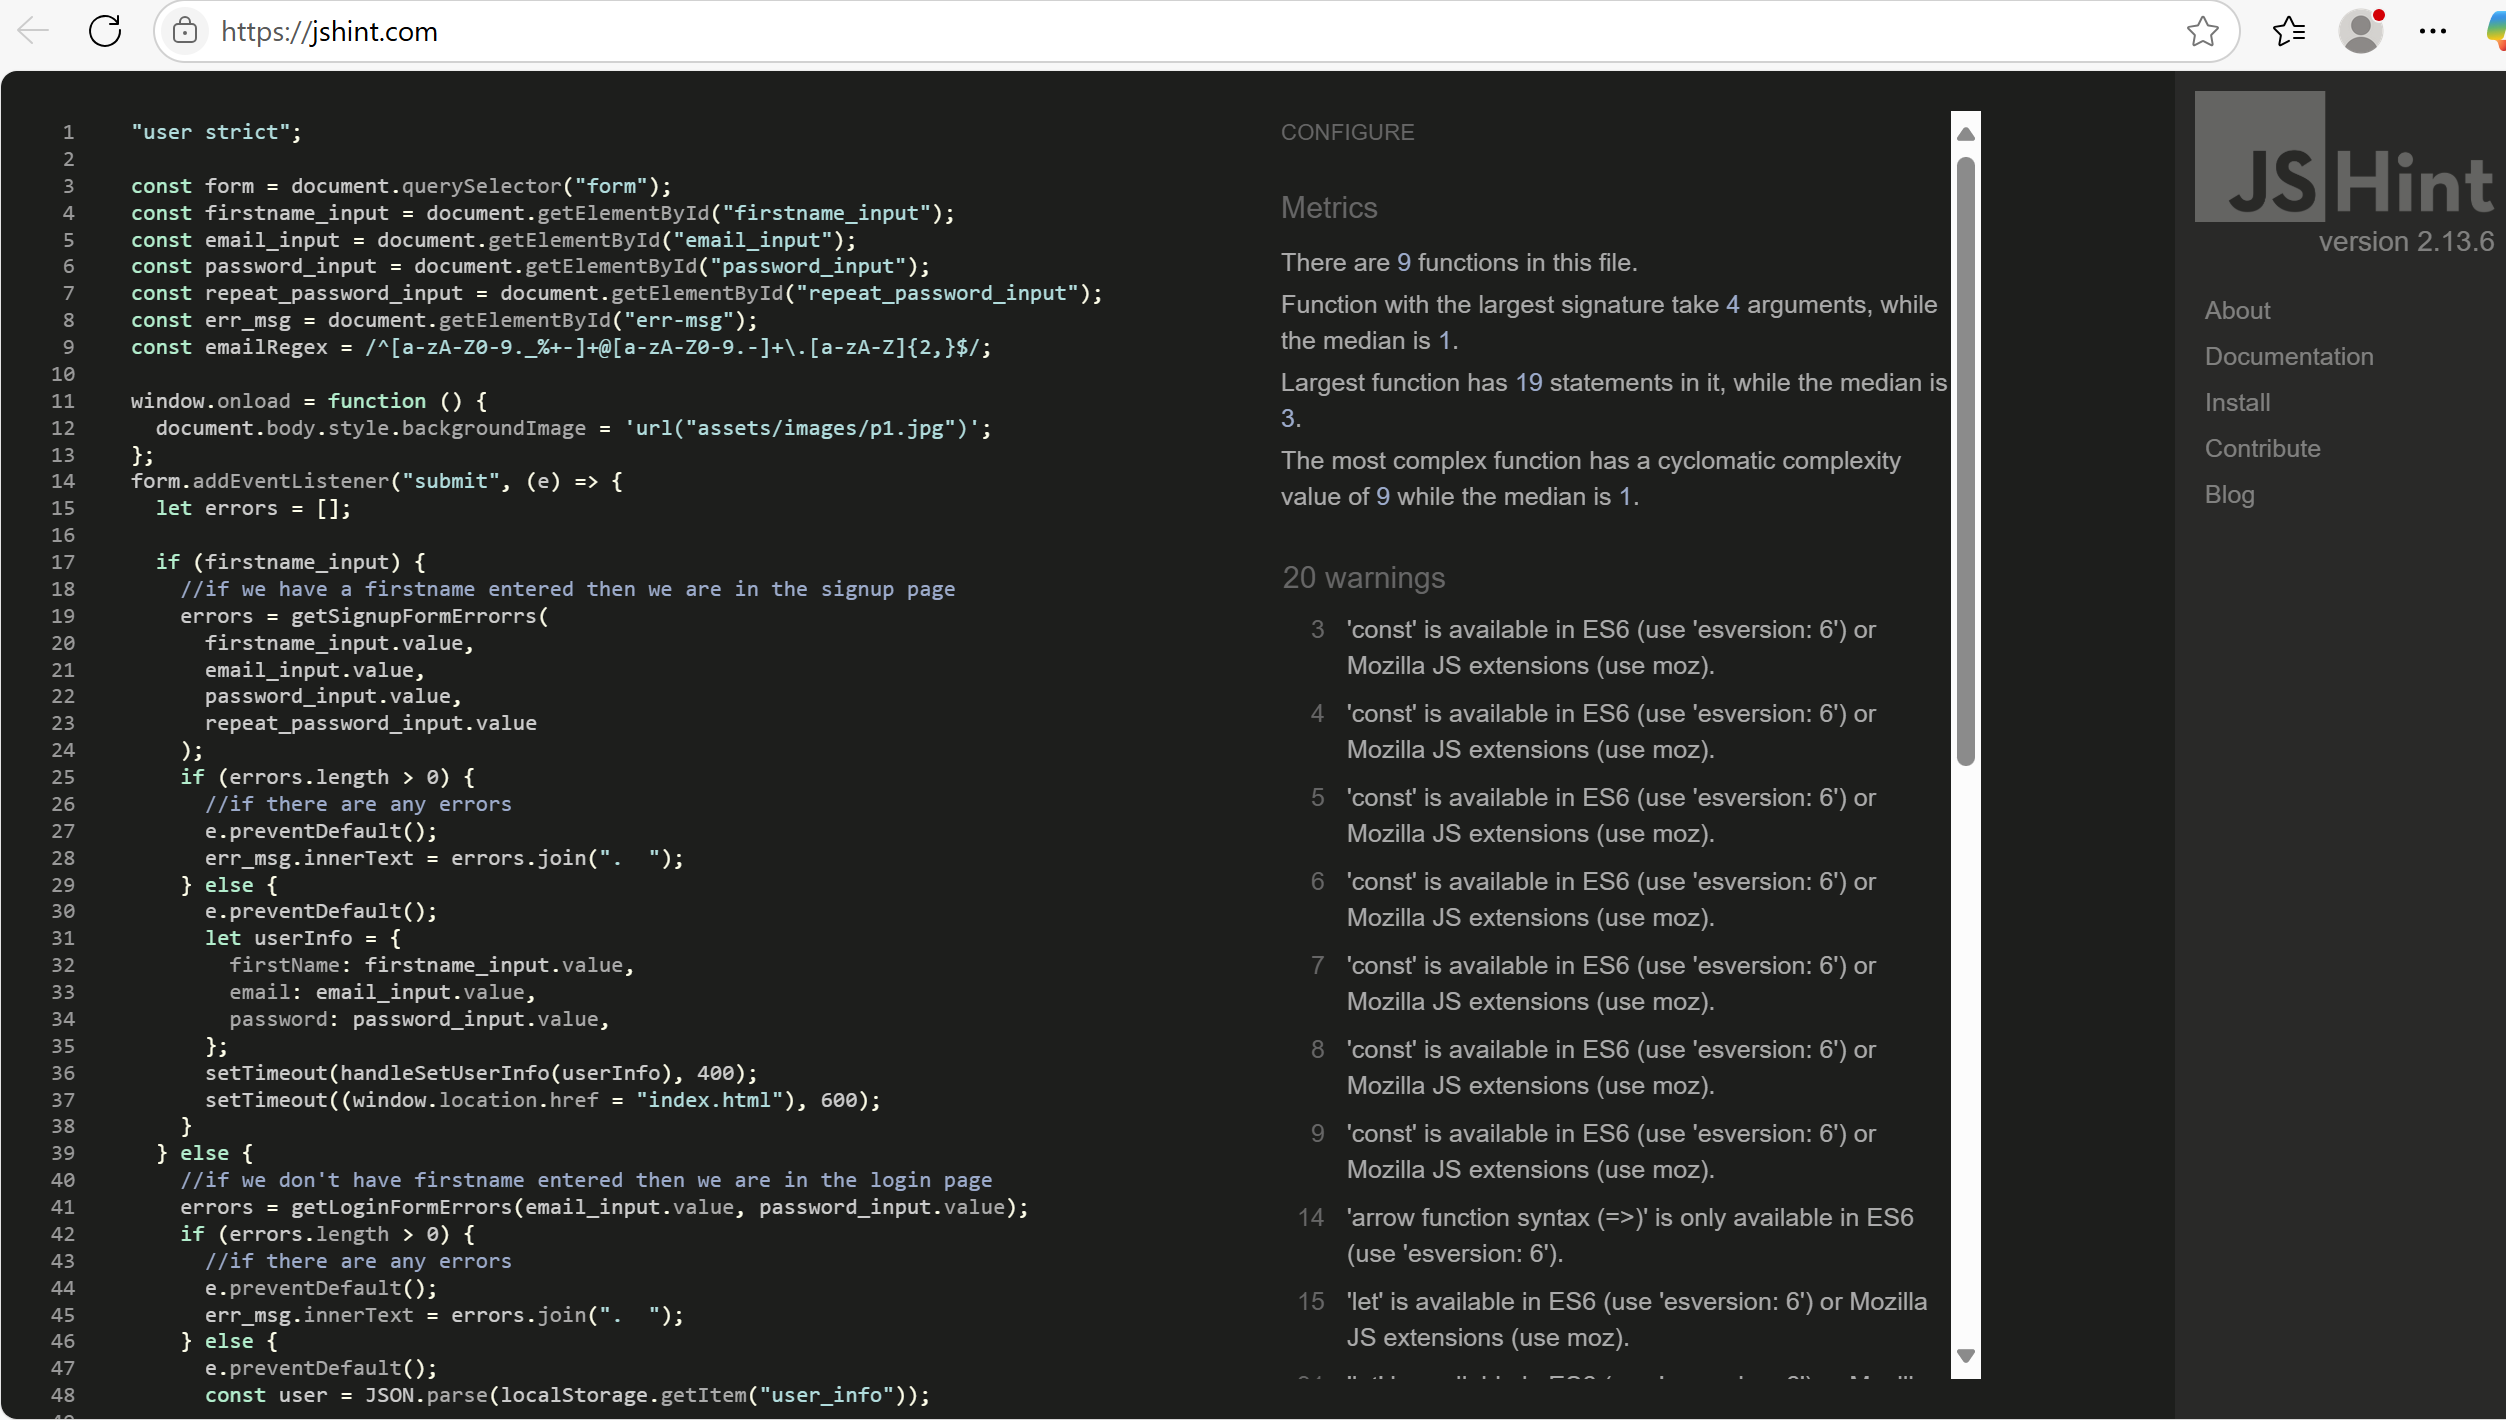 https://jshint.com
1 "user strict";
2
3 const form = document.querySelector("form");
4 const firstname_input = document.getElementById("firstname_input");
5 const email_input = document.getElementById("email_input");
6 const password_input = document.getElementById("password_input");
7 const repeat_password_input = document.getElementById("repeat_password_input");
8 const err_msg = document.getElementById("err-msg");
9 const emailRegex = /^[a-zA-Z0-9._%+-]+@[a-zA-Z0-9.-]+\.[a-zA-Z]{2,}$/;
10
11 window.onload = function () {
12   document.body.style.backgroundImage = 'url("assets/images/p1.jpg")';
13 };
14 form.addEventListener("submit", (e) => {
15   let errors = [];
16
17   if (firstname_input) {
18     //if we have a firstname entered then we are in the signup page
19     errors = getSignupFormErrorrs(
20       firstname_input.value,
21       email_input.value,
22       password_input.value,
23       repeat_password_input.value
24     );
25     if (errors.length > 0) {
26       //if there are any errors
27       e.preventDefault();
28       err_msg.innerText = errors.join(".  ");
29     } else {
30       e.preventDefault();
31       let userInfo = {
32         firstName: firstname_input.value,
33         email: email_input.value,
34         password: password_input.value,
35       };
36       setTimeout(handleSetUserInfo(userInfo), 400);
37       setTimeout((window.location.href = "index.html"), 600);
38     }
39   } else {
40     //if we don't have firstname entered then we are in the login page
41     errors = getLoginFormErrors(email_input.value, password_input.value);
42     if (errors.length > 0) {
43       //if there are any errors
44       e.preventDefault();
45       err_msg.innerText = errors.join(".  ");
46     } else {
47       e.preventDefault();
48       const user = JSON.parse(localStorage.getItem("user_info"));
CONFIGURE
Metrics
There are 9 functions in this file.
Function with the largest signature take 4 arguments, while
the median is 1.
Largest function has 19 statements in it, while the median is
3.
The most complex function has a cyclomatic complexity
value of 9 while the median is 1.
20 warnings
3 'const' is available in ES6 (use 'esversion: 6') or
Mozilla JS extensions (use moz).
4 'const' is available in ES6 (use 'esversion: 6') or
Mozilla JS extensions (use moz).
5 'const' is available in ES6 (use 'esversion: 6') or
Mozilla JS extensions (use moz).
6 'const' is available in ES6 (use 'esversion: 6') or
Mozilla JS extensions (use moz).
7 'const' is available in ES6 (use 'esversion: 6') or
Mozilla JS extensions (use moz).
8 'const' is available in ES6 (use 'esversion: 6') or
Mozilla JS extensions (use moz).
9 'const' is available in ES6 (use 'esversion: 6') or
Mozilla JS extensions (use moz).
14 'arrow function syntax (=>)' is only available in ES6
(use 'esversion: 6').
15 'let' is available in ES6 (use 'esversion: 6') or Mozilla
JS extensions (use moz).
JSHint
version 2.13.6
About
Documentation
Install
Contribute
Blog